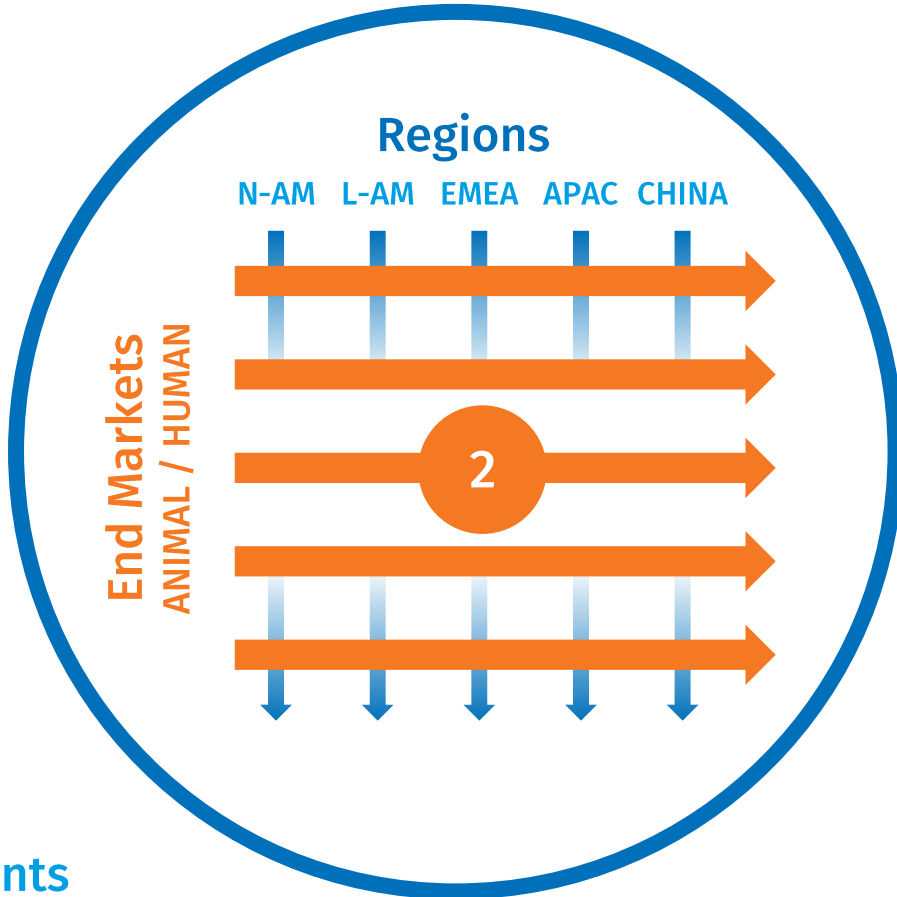 Regions
N-AM L-AM EMEA APAC CHINA
End Markets
ANIMAL / HUMAN
2
nts